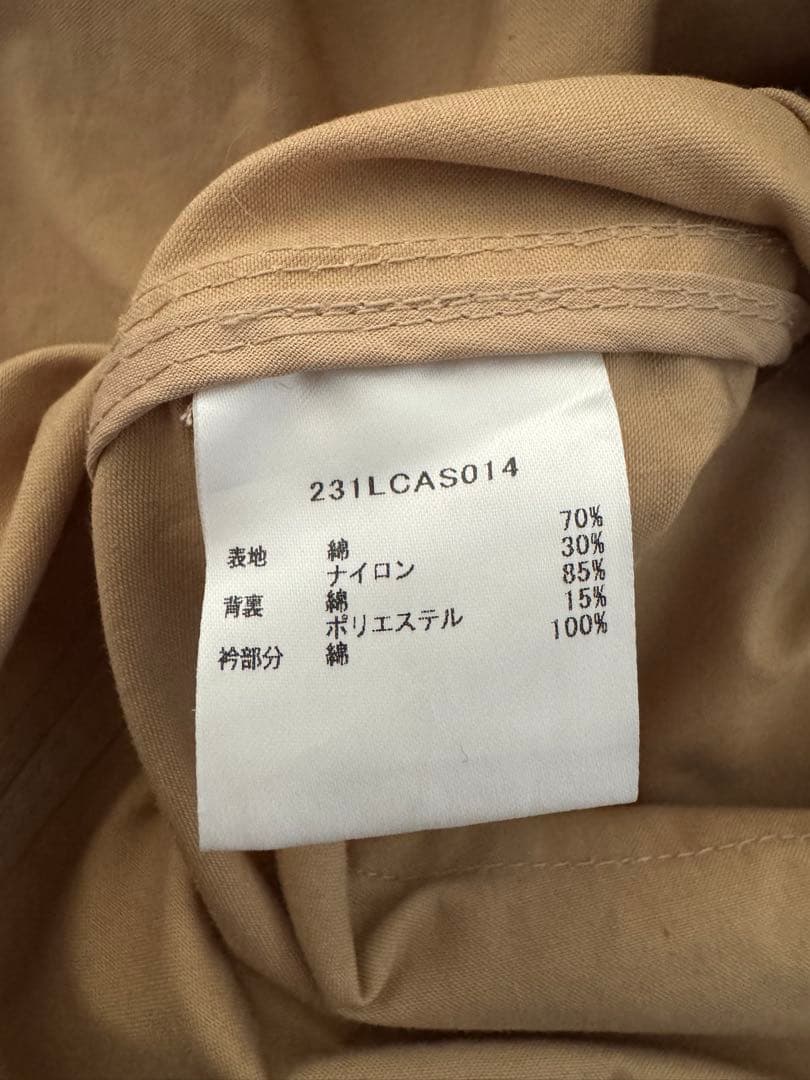 231LCAS014
表地 綿 70%
ナイロン 30%
背裏 綿 85%
ポリエステル 15%
衿部分 綿 100%